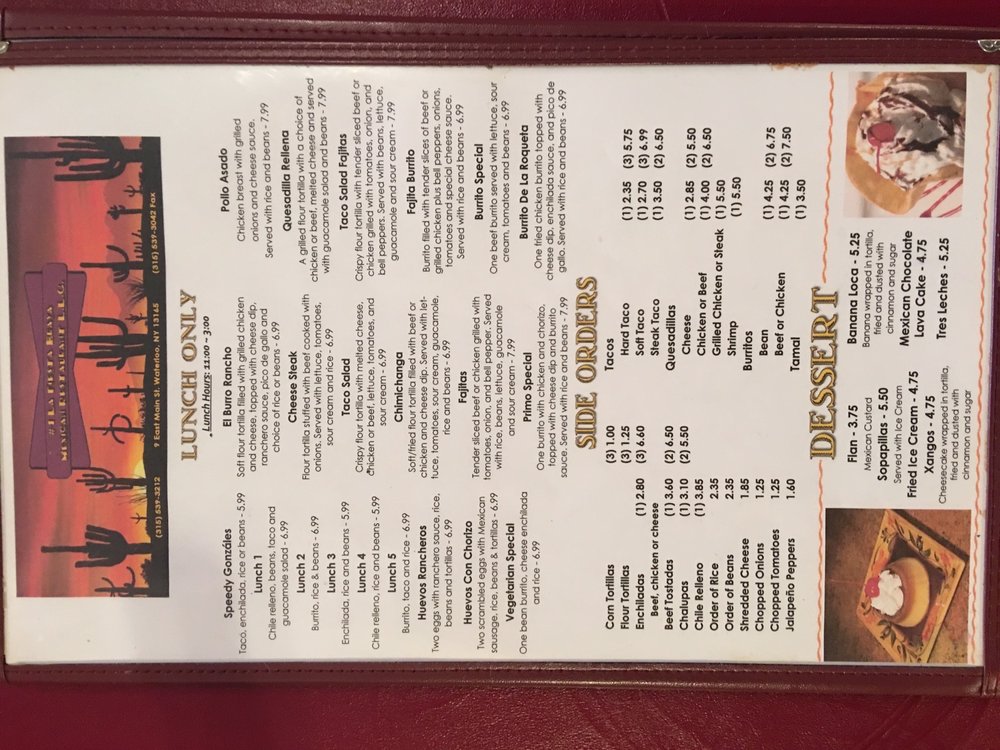 #1 LA FIESTA BRAVA
MEXICAN RESTAURANT L.L.C.
(315) 539-3212
9 East Main St. Waterloo, NY 13165
(315) 539-3042 Fax
LUNCH ONLY
Lunch Hours: 11:00 ~ 3:00
Speedy Gonzáles
Taco, enchilada, rice or beans - 5.99
Lunch 1
Chile relleno, beans, taco and
guacamole salad - 6.99
Lunch 2
Burrito, rice & beans - 6.99
Lunch 3
Enchilada, rice and beans - 5.99
Lunch 4
Chile relleno, rice and beans - 5.99
Lunch 5
Burrito, taco and rice - 6.99
Huevos Rancheros
Two eggs with ranchero sauce, rice,
beans and tortillas - 6.99
Huevos Con Chorizo
Two scrambled eggs with Mexican
sausage, rice, beans & tortillas - 6.99
Vegetarian Special
One bean burrito, cheese enchilada
and rice - 6.99
El Burro Rancho
Soft flour tortilla filled with grilled chicken
and cheese, topped with cheese dip,
ranchero sauce, pico de gallo and
choice of rice or beans - 6.99
Cheese Steak
Flour tortilla stuffed with beef cooked with
onions. Served with lettuce, tomatoes,
sour cream and rice - 6.99
Taco Salad
Crispy flour tortilla with melted cheese,
chicken or beef, lettuce, tomatoes, and
sour cream - 6.99
Chimichanga
Soft/fried flour tortilla filled with beef or
chicken and cheese dip. Served with let-
tuce, tomatoes, sour cream, guacamole,
rice and beans - 6.99
Fajitas
Tender sliced beef or chicken grilled with
tomatoes, onion, and bell pepper. Served
with rice, beans, lettuce, guacamole
and sour cream - 7.99
Primo Special
One burrito with chicken and chorizo,
topped with cheese dip and burrito
sauce. Served with rice and beans - 7.99
Pollo Asado
Chicken breast with grilled
onions and cheese sauce.
Served with rice and beans - 7.99
Quesadilla Rellena
A grilled flour tortilla with a choice of
chicken or beef, melted cheese and served
with guacamole salad and beans - 7.99
Taco Salad Fajitas
Crispy flour tortilla with tender sliced beef or
chicken grilled with tomatoes, onion, and
bell peppers. Served with beans, lettuce,
guacamole and sour cream - 7.99
Fajita Burrito
Burrito filled with tender slices of beef or
grilled chicken plus bell peppers, onions,
tomatoes and special cheese sauce.
Served with rice and beans - 6.99
Burrito Special
One beef burrito served with lettuce, sour
cream, tomatoes and beans - 6.99
Burrito De La Roqueta
One fried chicken burrito topped with
cheese dip, enchilada sauce, and pico de
gallo. Served with rice and beans - 6.99
SIDE ORDERS
Corn Tortillas (3) 1.00
Flour Tortillas (3) 1.25
Enchiladas (1) 2.80 (3) 6.60
Beef, chicken or cheese
Beef Tostadas (1) 3.60 (2) 6.50
Chalupas (1) 3.10 (2) 5.50
Chile Relleno (1) 3.85
Order of Rice 2.35
Order of Beans 2.35
Shredded Cheese 1.85
Chopped Onions 1.25
Chopped Tomatoes 1.25
Jalapeño Peppers 1.60
Tacos
Hard Taco (1) 2.35 (3) 5.75
Soft Taco (1) 2.70 (3) 6.99
Steak Taco (1) 3.50 (2) 6.50
Quesadillas
Cheese (1) 2.85 (2) 5.50
Chicken or Beef (1) 4.00 (2) 6.50
Grilled Chicken or Steak (1) 5.50
Shrimp (1) 5.50
Burritos
Bean (1) 4.25
Beef or Chicken (1) 4.25 (2) 6.75
(2) 7.50
Tamal (1) 3.50
DESSERT
Flan - 3.75
Mexican Custard
Sopapillas - 5.50
Served with Ice Cream
Fried Ice Cream - 4.75
Xangos - 4.75
Cheesecake wrapped in tortilla,
fried and dusted with
cinnamon and sugar
Banana Loca - 5.25
Banana wrapped in tortilla,
fried and dusted with
cinnamon and sugar
Mexican Chocolate
Lava Cake - 4.75
Tres Leches - 5.25